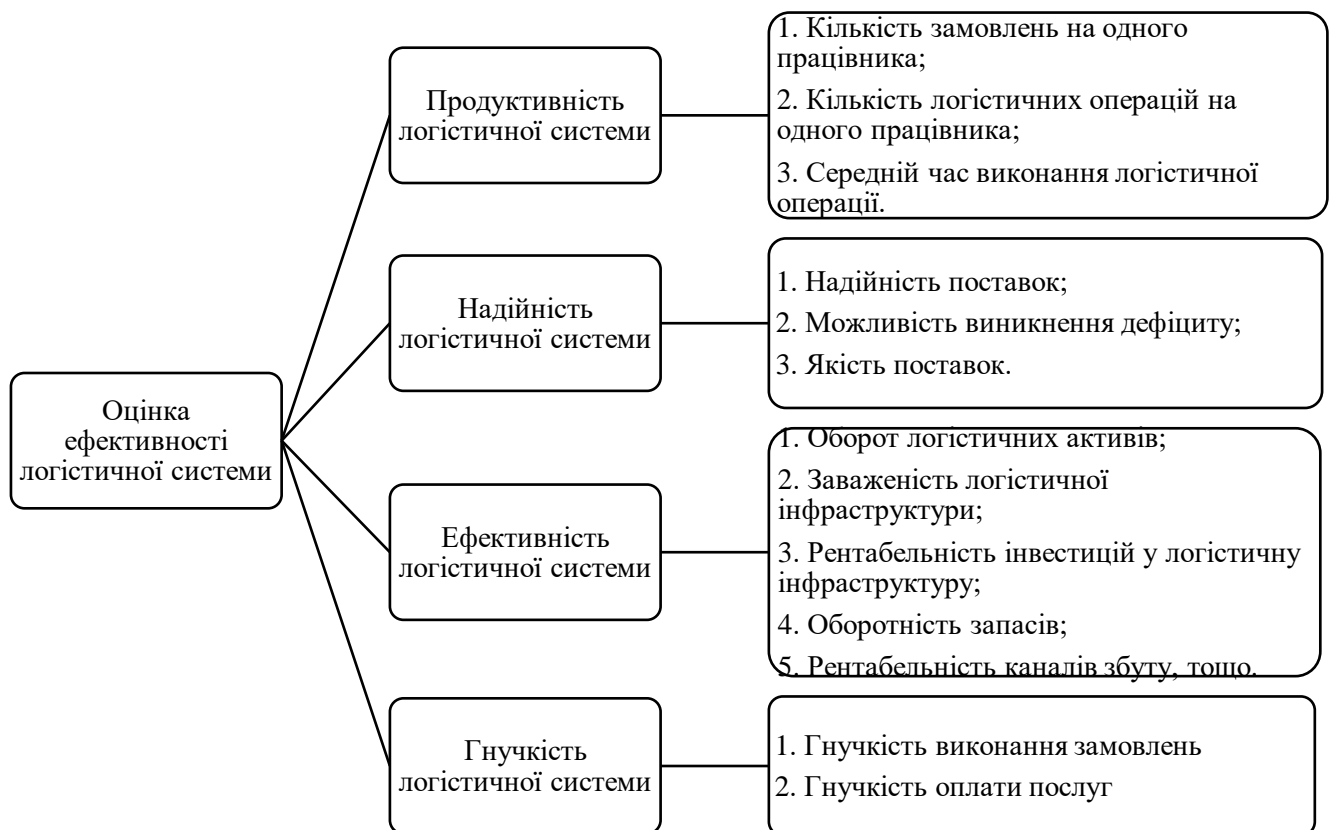 Оцінка
ефективності
логістичної системи
Продуктивність
логістичної системи
1. Кількість замовлень на одного
працівника;
2. Кількість логістичних операцій на
одного працівника;
3. Середній час виконання логістичної
операції.
Надійність
логістичної системи
1. Надійність поставок;
2. Можливість виникнення дефіциту;
3. Якість поставок.
Ефективність
логістичної системи
1. Оборот логістичних активів;
2. Заваженість логістичної
інфраструктури;
3. Рентабельність інвестицій у логістичну
інфраструктуру;
4. Оборотність запасів;
5. Рентабельність каналів збуту, тощо.
Гнучкість
логістичної системи
1. Гнучкість виконання замовлень
2. Гнучкість оплати послуг